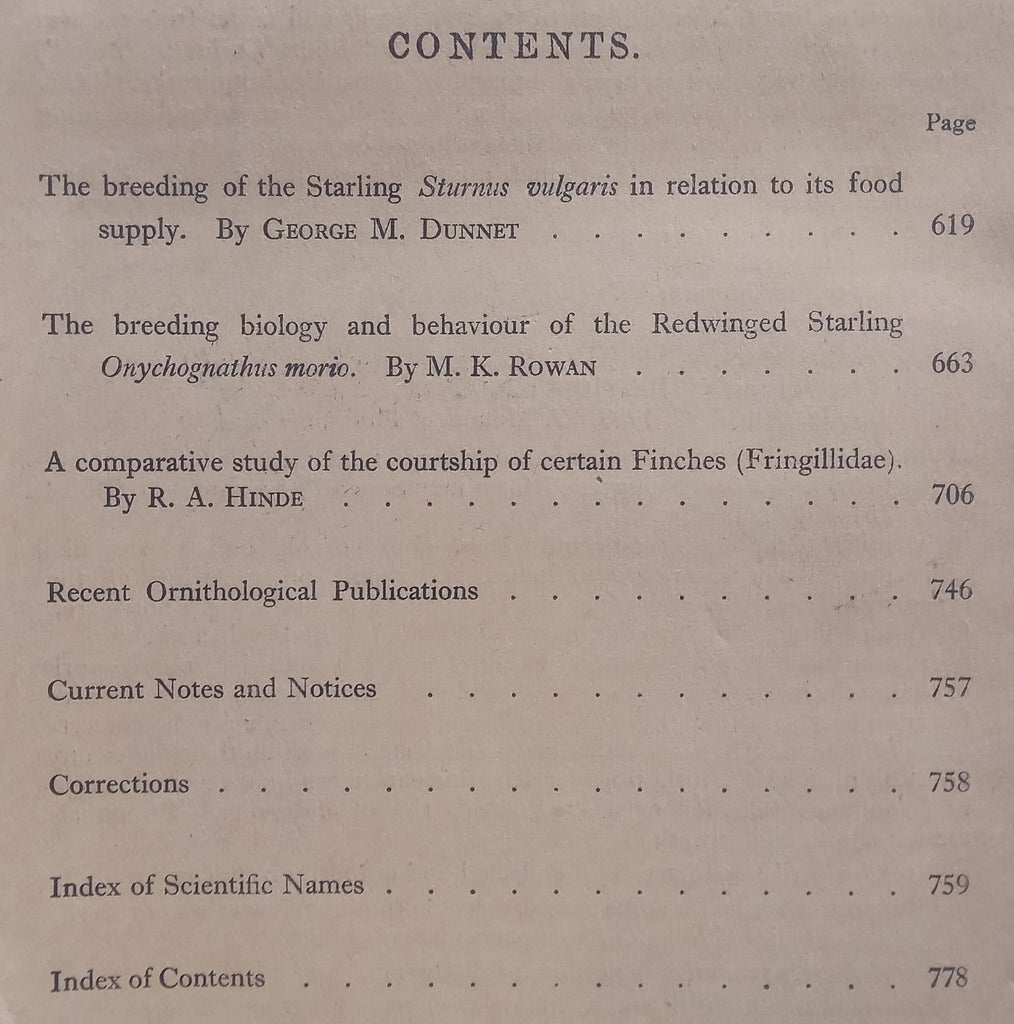 CONTENTS.
Page
The breeding of the Starling Sturnus vulgaris in relation to its food
supply. By GEORGE M. DUNNET . . . . . . . . . 619
The breeding biology and behaviour of the Redwinged Starling
Onychognathus morio. By M. K. ROWAN . . . . . . . 663
A comparative study of the courtship of certain Finches (Fringillidae).
By R. A. HINDE . . . . . . . . . . . . . . 706
Recent Ornithological Publications . . . . . . . . . . 746
Current Notes and Notices . . . . . . . . . . . . 757
Corrections . . . . . . . . . . . . . . . . . 758
Index of Scientific Names . . . . . . . . . . . . . 759
Index of Contents . . . . . . . . . . . . . . . 778